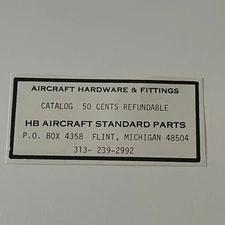 AIRCRAFT HARDWARE & FITTINGS
CATALOG 50 CENTS REFUNDABLE
HB AIRCRAFT STANDARD PARTS
P.O. BOX 4358 FLINT, MICHIGAN 48504
313- 239-2992